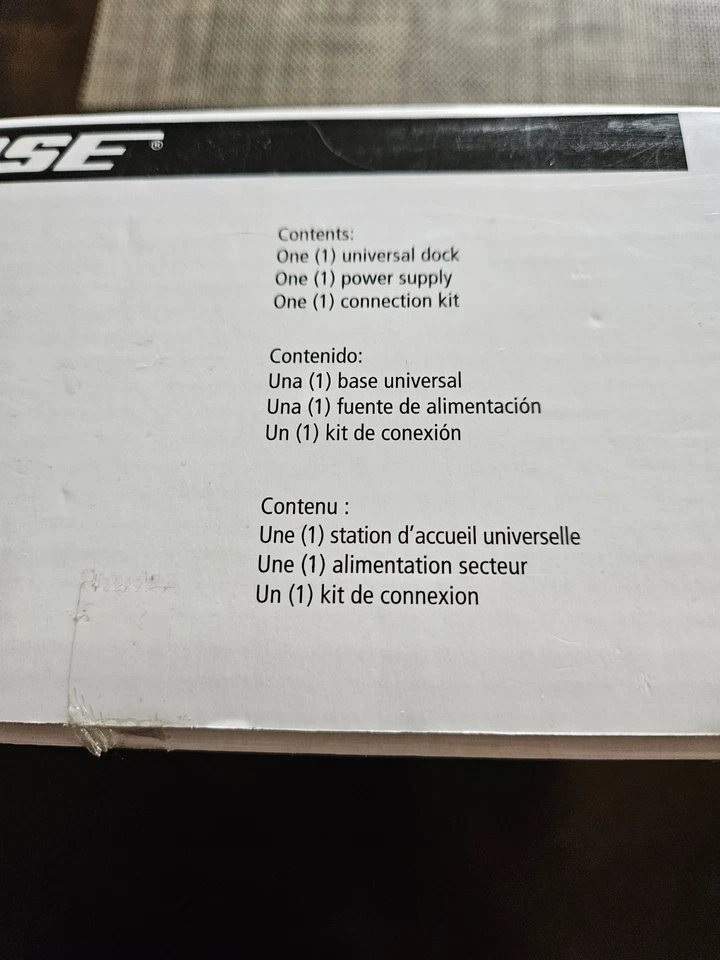 SE®
Contents:
One (1) universal dock
One (1) power supply
One (1) connection kit
Contenido:
Una (1) base universal
Una (1) fuente de alimentación
Un (1) kit de conexión
Contenu :
Une (1) station d'accueil universelle
Une (1) alimentation secteur
Un (1) kit de connexion